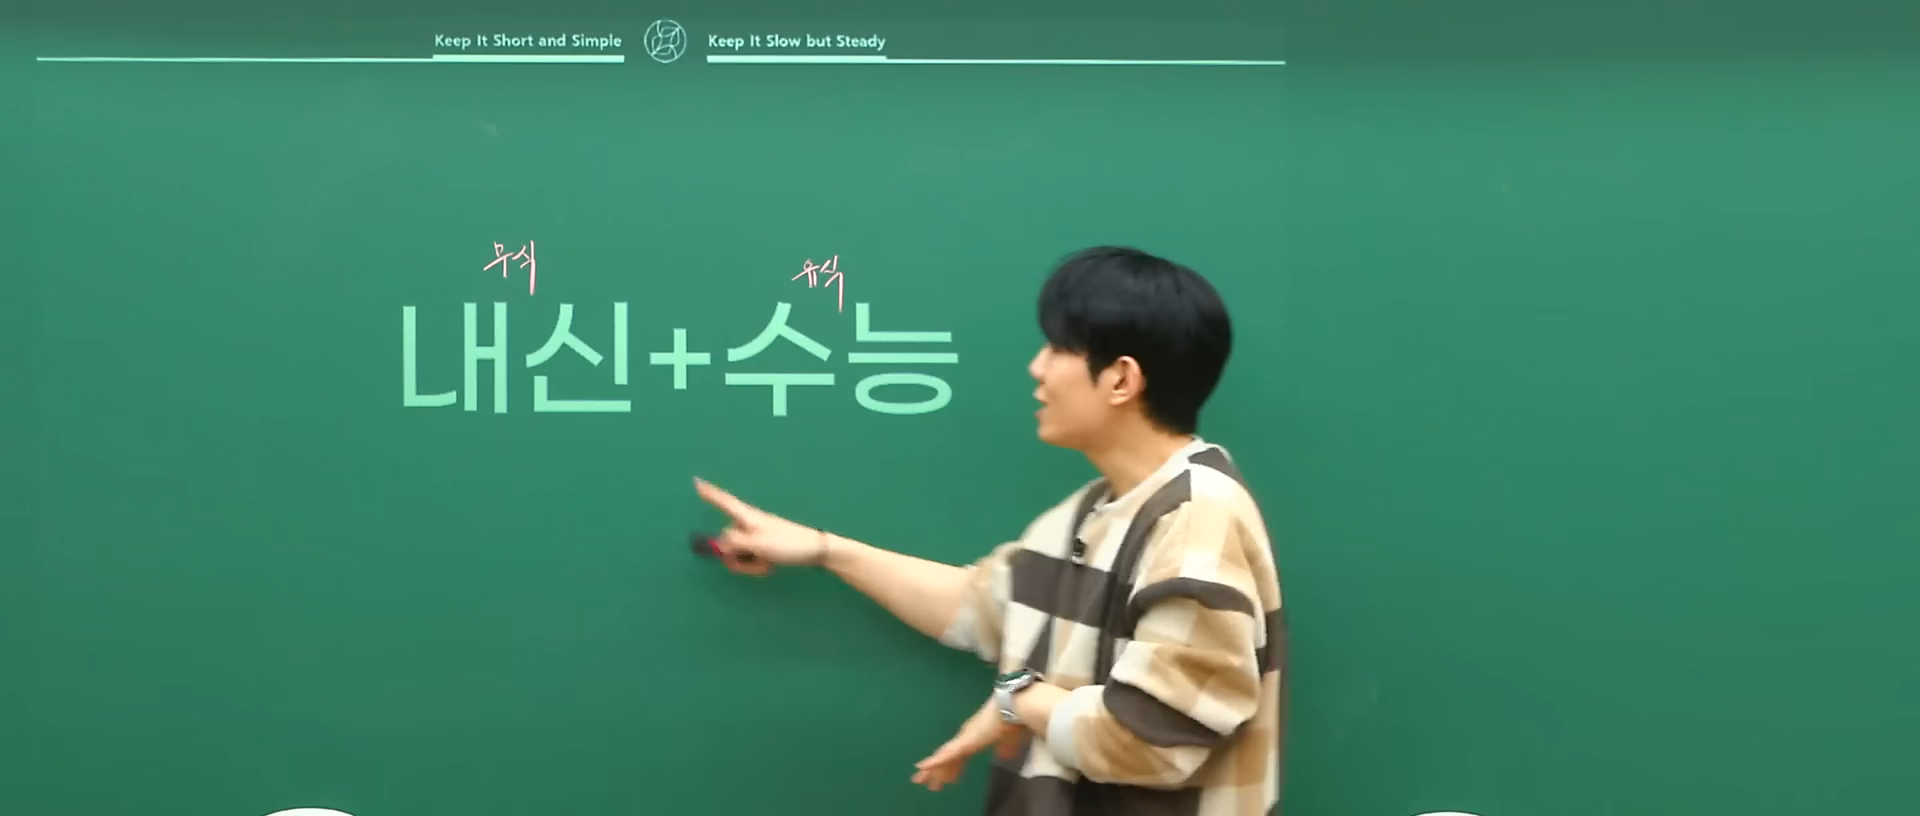 Keep It Short and Simple Keep It Slow but Steady
무식 유식
내신+수능